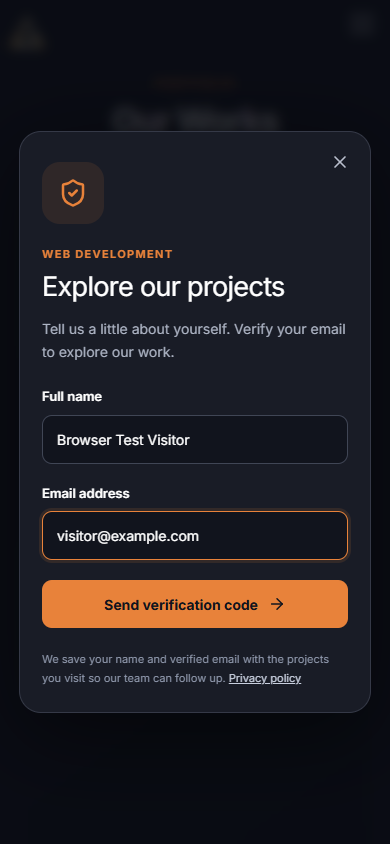 Our Works
WEB DEVELOPMENT
Explore our projects
Tell us a little about yourself. Verify your email
to explore our work.
Full name
Browser Test Visitor
Email address
visitor@example.com
Send verification code
We save your name and verified email with the projects
you visit so our team can follow up. Privacy policy